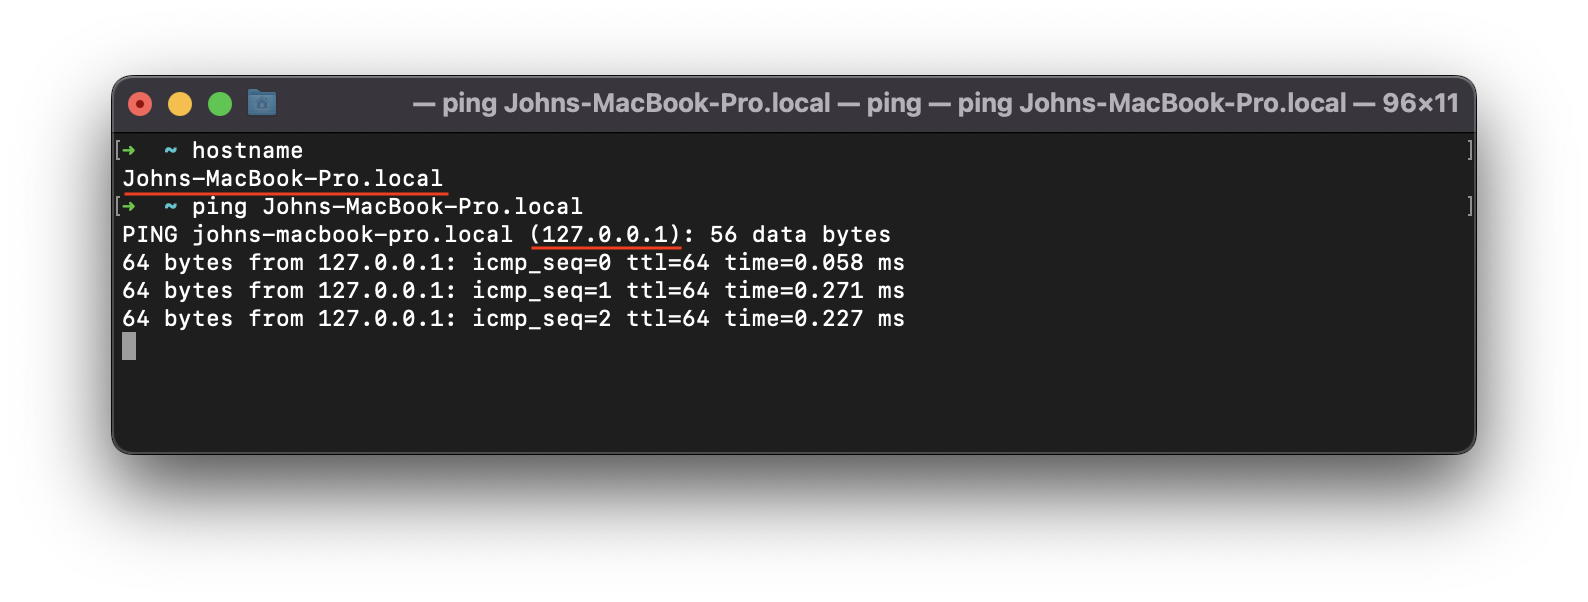 — ping Johns-MacBook-Pro.local — ping — ping Johns-MacBook-Pro.local — 96×11
[➜  ~ hostname ]
Johns-MacBook-Pro.local
[➜  ~ ping Johns-MacBook-Pro.local ]
PING johns-macbook-pro.local (127.0.0.1): 56 data bytes
64 bytes from 127.0.0.1: icmp_seq=0 ttl=64 time=0.058 ms
64 bytes from 127.0.0.1: icmp_seq=1 ttl=64 time=0.271 ms
64 bytes from 127.0.0.1: icmp_seq=2 ttl=64 time=0.227 ms